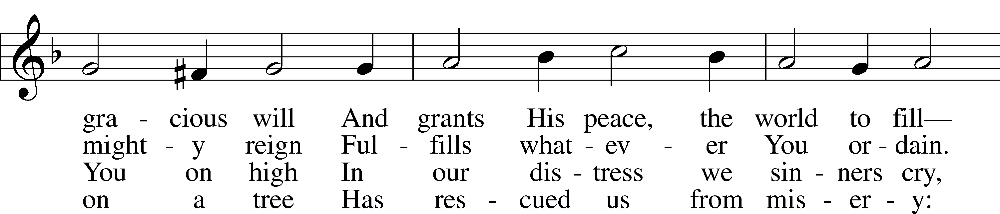 gra - cious will And grants His peace, the world to fill—
might - y reign Ful - fills what - ev - er You or - dain.
You on high In our dis - tress we sin - ners cry,
on a tree Has res - cued us from mis - er - y: